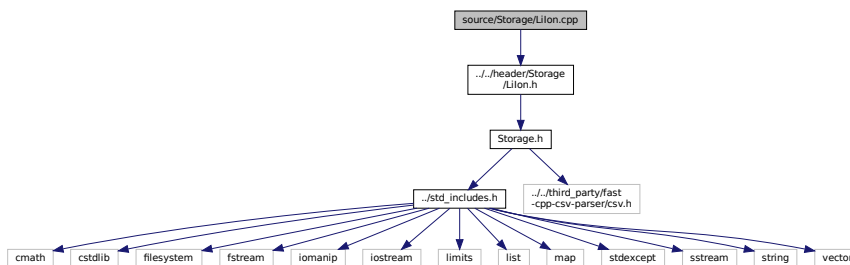 source/Storage/LiIon.cpp
../../header/Storage
/LiIon.h
Storage.h
../std_includes.h
../../third_party/fast
-cpp-csv-parser/csv.h
cmath
cstdlib
filesystem
fstream
iomanip
iostream
limits
list
map
stdexcept
sstream
string
vector